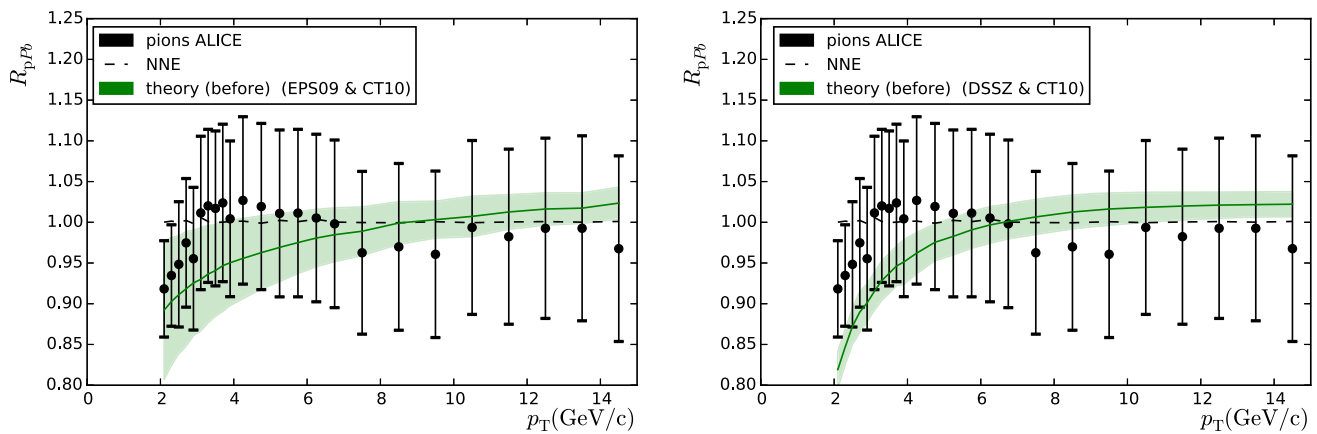 R_pPb
1.25
1.20
1.15
1.10
1.05
1.00
0.95
0.90
0.85
0.80
pions ALICE
NNE
theory (before) (EPS09 & CT10)
0 2 4 6 8 10 12 14
p_T(GeV/c)
R_pPb
1.25
1.20
1.15
1.10
1.05
1.00
0.95
0.90
0.85
0.80
pions ALICE
NNE
theory (before) (DSSZ & CT10)
0 2 4 6 8 10 12 14
p_T(GeV/c)